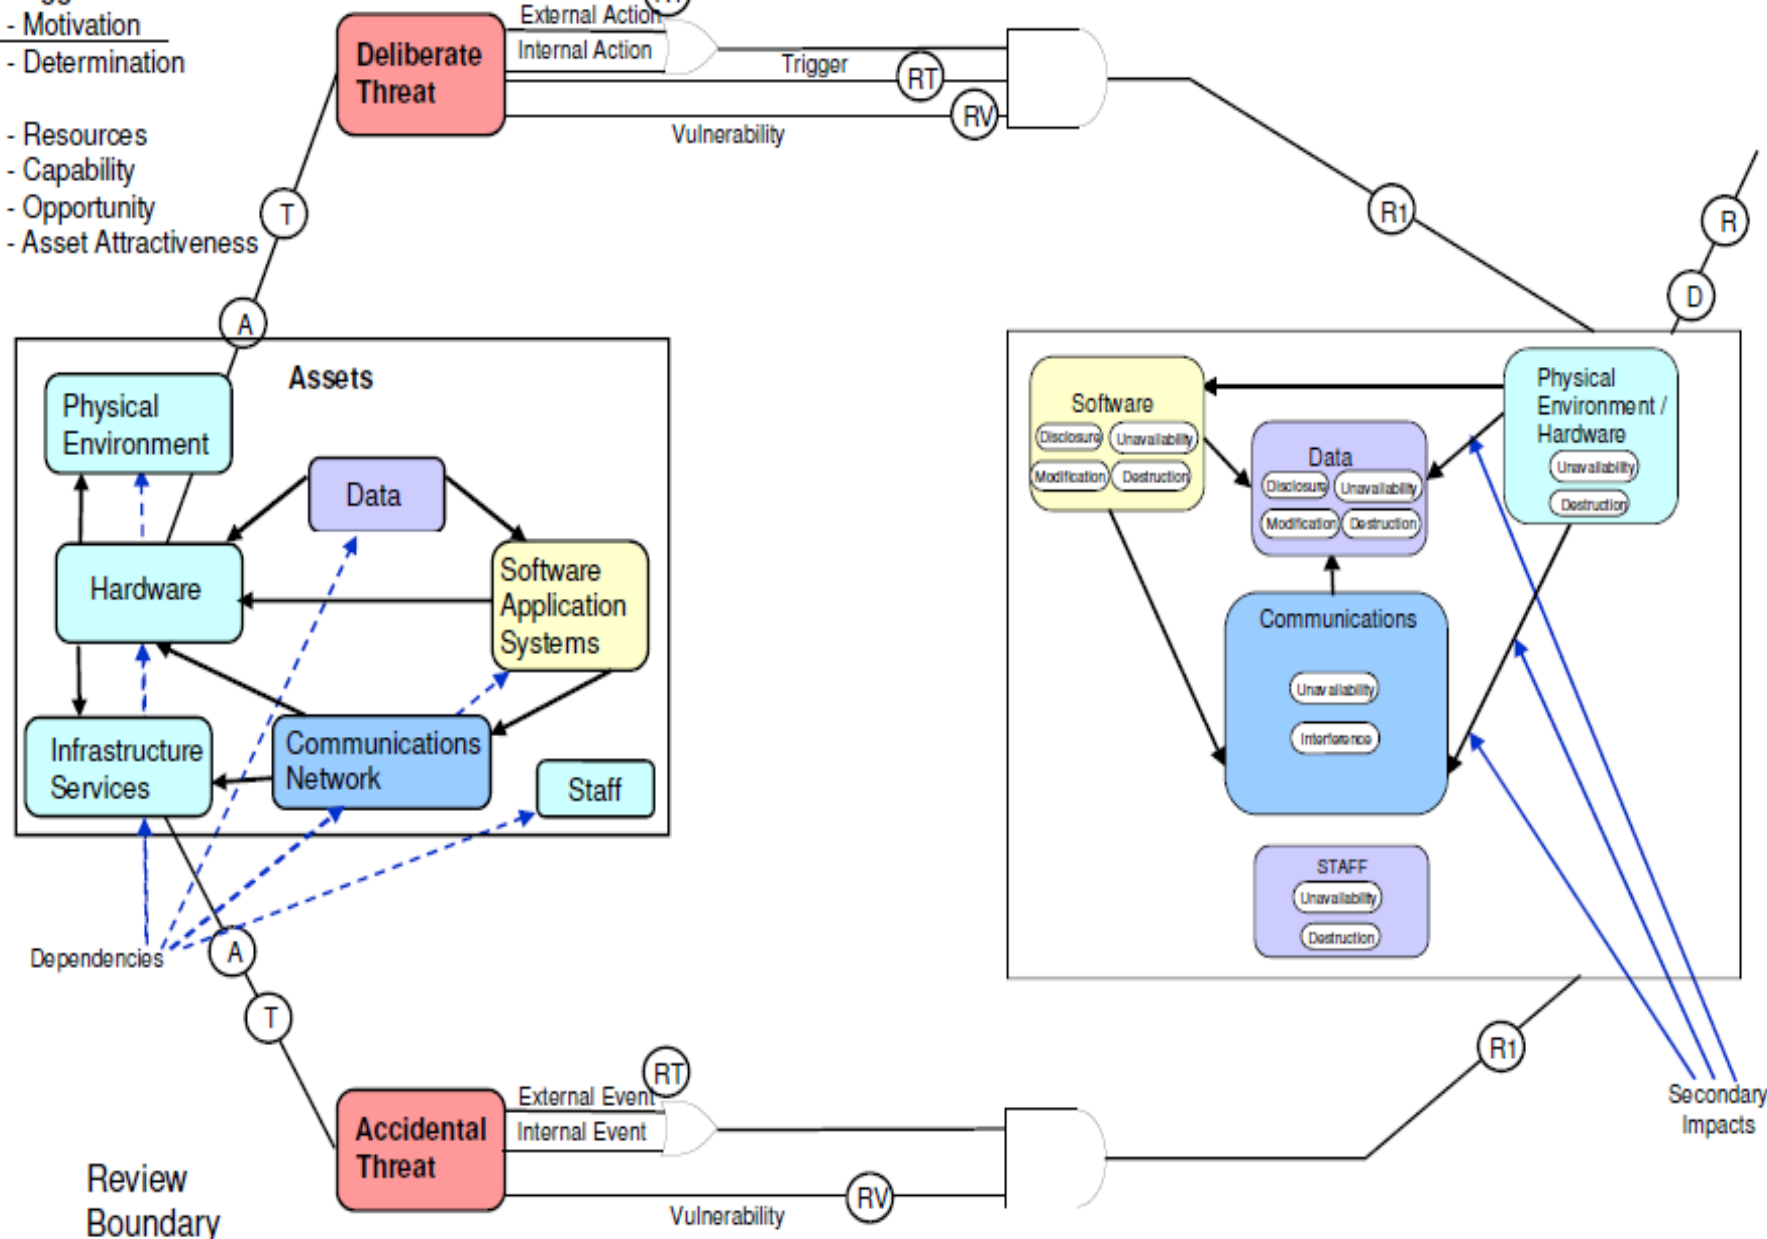 - Motivation
- Determination
- Resources
- Capability
- Opportunity
- Asset Attractiveness
Deliberate
Threat
External Action
Internal Action
Trigger
RT
RV
Vulnerability
T
A
R1
R
D
Assets
Physical
Environment
Data
Hardware
Software
Application
Systems
Infrastructure
Services
Communications
Network
Staff
Dependencies
A
T
Software
Disclosure
Unavailability
Modification
Destruction
Data
Disclosure
Unavailability
Modification
Destruction
Physical
Environment /
Hardware
Unavailability
Destruction
Communications
Unavailability
Interference
STAFF
Unavailability
Destruction
R1
Secondary
Impacts
RT
Accidental
Threat
External Event
Internal Event
RV
Vulnerability
Review
Boundary